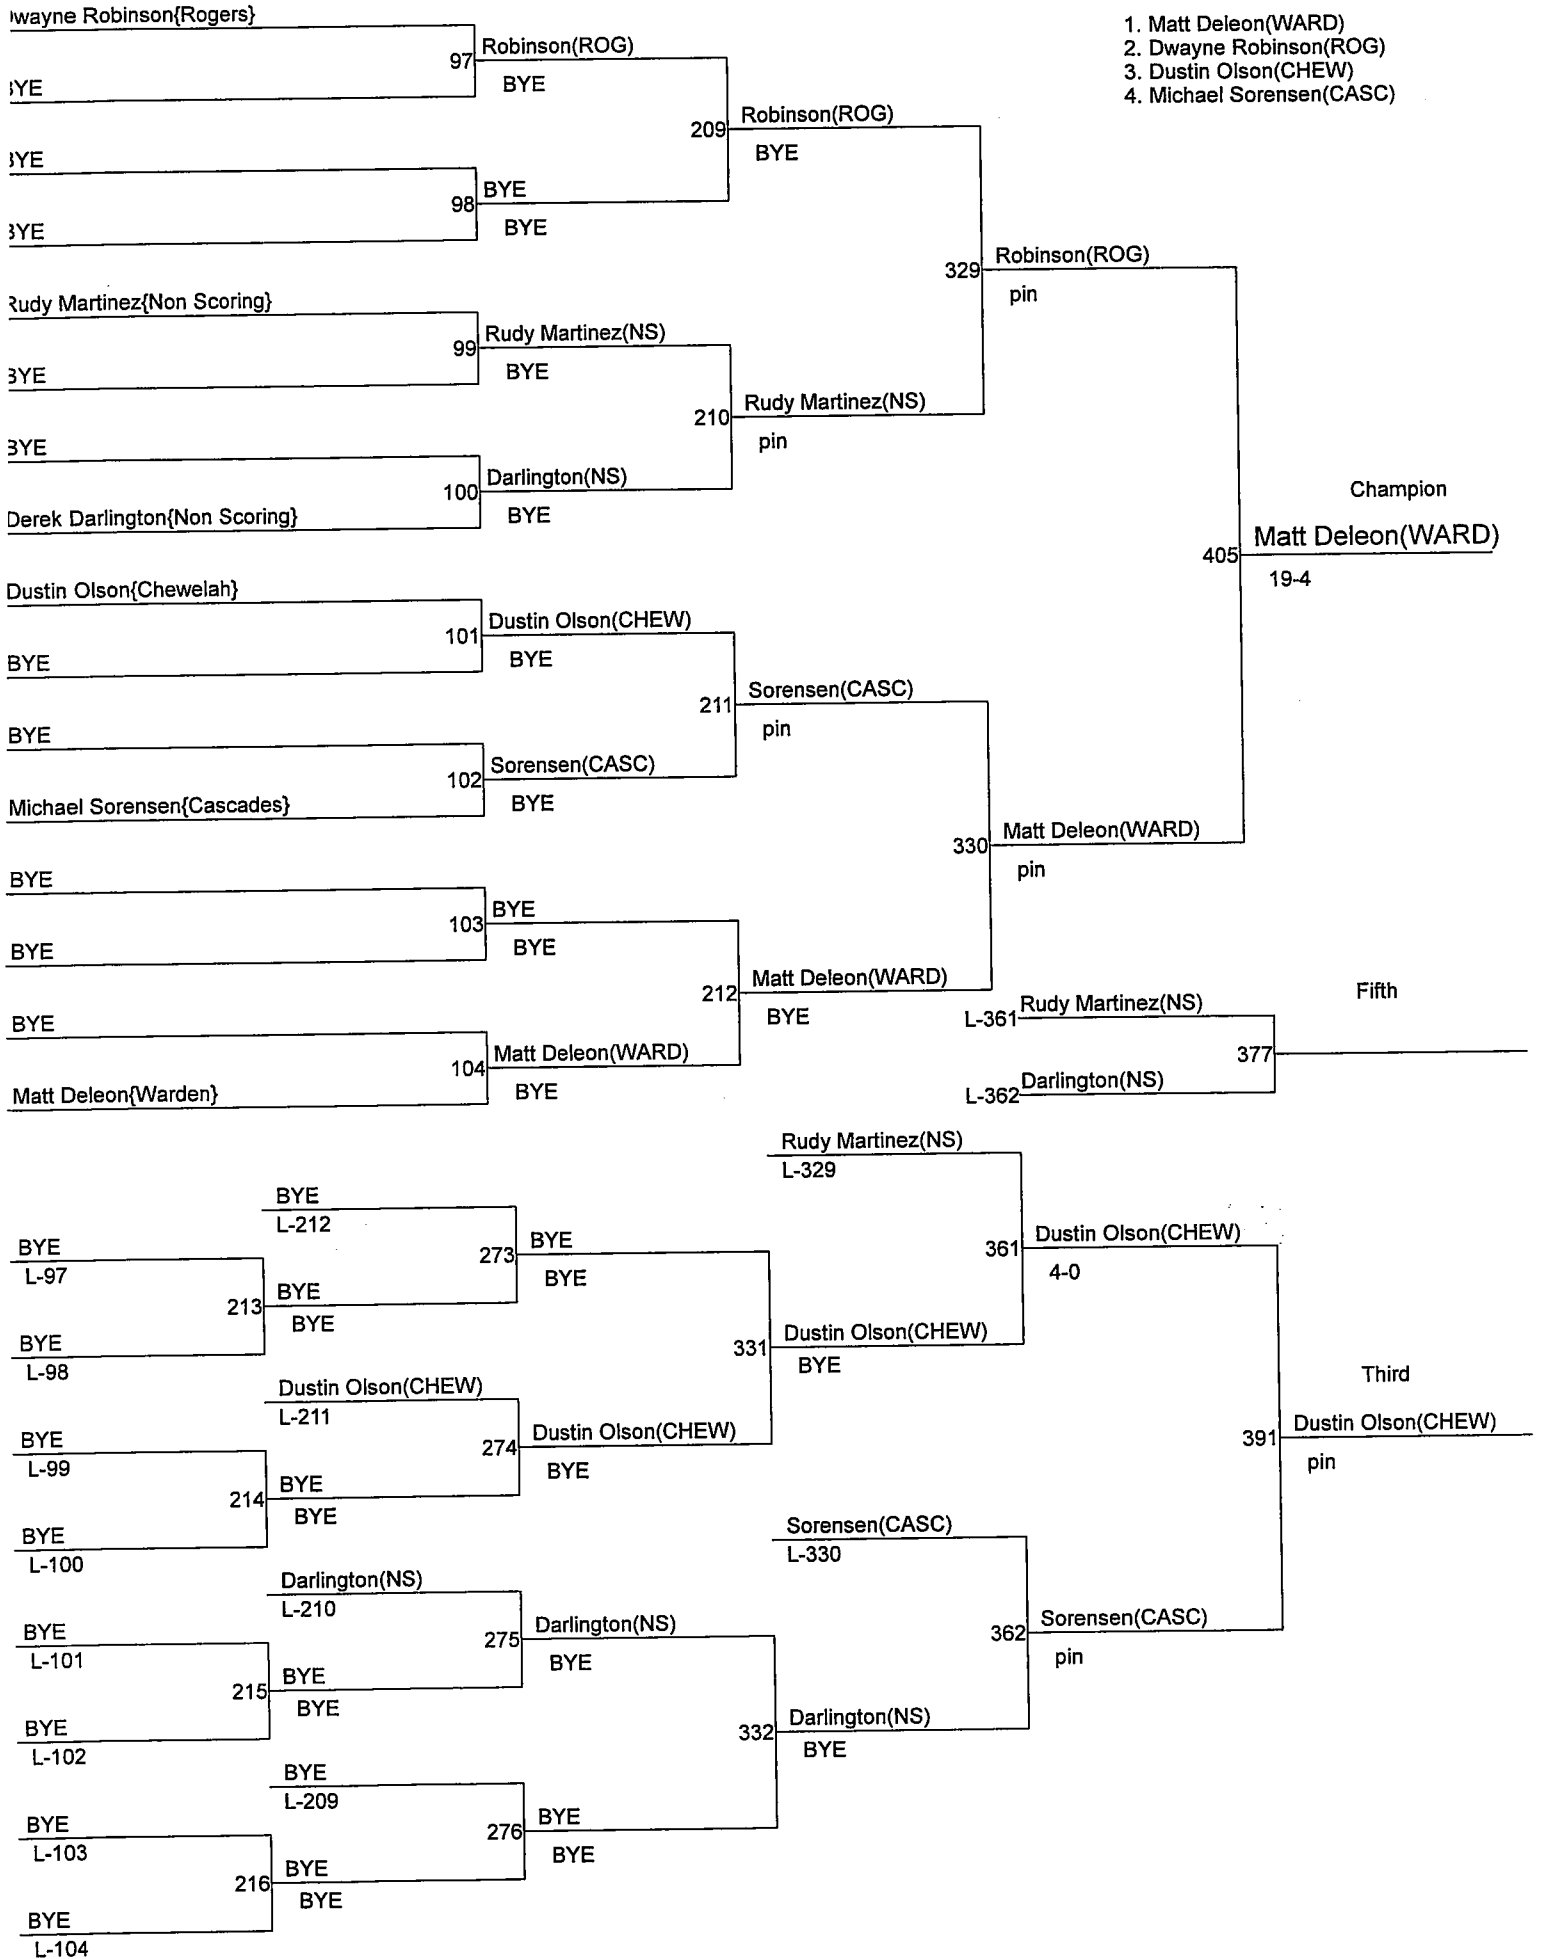 1. Matt Deleon(WARD)
2. Dwayne Robinson(ROG)
3. Dustin Olson(CHEW)
4. Michael Sorensen(CASC)
Dwayne Robinson{Rogers}
97
Robinson(ROG)
BYE
BYE
209
Robinson(ROG)
BYE
BYE
98
BYE
BYE
BYE
329
Robinson(ROG)
pin
Rudy Martinez{Non Scoring}
99
Rudy Martinez(NS)
BYE
BYE
210
Rudy Martinez(NS)
pin
BYE
100
Darlington(NS)
BYE
Derek Darlington{Non Scoring}
Champion
405
Matt Deleon(WARD)
19-4
Dustin Olson{Chewelah}
101
Dustin Olson(CHEW)
BYE
BYE
211
Sorensen(CASC)
pin
BYE
102
Sorensen(CASC)
BYE
Michael Sorensen{Cascades}
330
Matt Deleon(WARD)
pin
BYE
103
BYE
BYE
BYE
212
Matt Deleon(WARD)
BYE
BYE
104
Matt Deleon(WARD)
BYE
Matt Deleon{Warden}
Fifth
L-361
Rudy Martinez(NS)
377
L-362
Darlington(NS)
Rudy Martinez(NS)
L-329
BYE
L-212
273
BYE
BYE
BYE
L-97
213
BYE
BYE
BYE
L-98
361
Dustin Olson(CHEW)
4-0
331
Dustin Olson(CHEW)
BYE
Dustin Olson(CHEW)
L-211
274
Dustin Olson(CHEW)
BYE
BYE
L-99
214
BYE
BYE
BYE
L-100
Third
391
Dustin Olson(CHEW)
pin
Sorensen(CASC)
L-330
Darlington(NS)
L-210
275
Darlington(NS)
BYE
BYE
L-101
215
BYE
BYE
BYE
L-102
362
Sorensen(CASC)
pin
332
Darlington(NS)
BYE
BYE
L-209
276
BYE
BYE
BYE
L-103
216
BYE
BYE
BYE
L-104